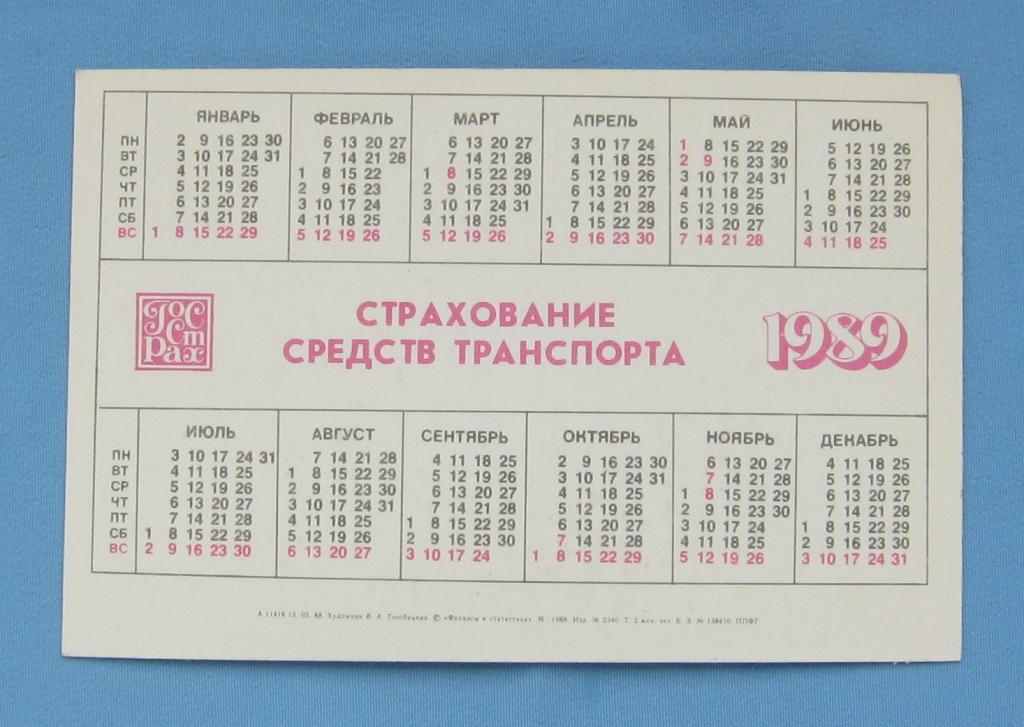 ЯНВАРЬ ФЕВРАЛЬ МАРТ АПРЕЛЬ МАЙ ИЮНЬ
ПН 2 9 16 23 30 6 13 20 27 6 13 20 27 3 10 17 24 1 8 15 22 29 5 12 19 26
ВТ 3 10 17 24 31 7 14 21 28 7 14 21 28 4 11 18 25 2 9 16 23 30 6 13 20 27
СР 4 11 18 25 1 8 15 22 1 8 15 22 29 5 12 19 26 3 10 17 24 31 7 14 21 28
ЧТ 5 12 19 26 2 9 16 23 2 9 16 23 30 6 13 20 27 4 11 18 25 1 8 15 22 29
ПТ 6 13 20 27 3 10 17 24 3 10 17 24 31 7 14 21 28 5 12 19 26 2 9 16 23 30
СБ 7 14 21 28 4 11 18 25 4 11 18 25 1 8 15 22 29 6 13 20 27 3 10 17 24
ВС 1 8 15 22 29 5 12 19 26 5 12 19 26 2 9 16 23 30 7 14 21 28 4 11 18 25
ГОС
СТ
РАХ
СТРАХОВАНИЕ
СРЕДСТВ ТРАНСПОРТА
1989
ИЮЛЬ АВГУСТ СЕНТЯБРЬ ОКТЯБРЬ НОЯБРЬ ДЕКАБРЬ
ПН 3 10 17 24 31 7 14 21 28 4 11 18 25 2 9 16 23 30 6 13 20 27 4 11 18 25
ВТ 4 11 18 25 1 8 15 22 29 5 12 19 26 3 10 17 24 31 7 14 21 28 5 12 19 26
СР 5 12 19 26 2 9 16 23 30 6 13 20 27 4 11 18 25 1 8 15 22 29 6 13 20 27
ЧТ 6 13 20 27 3 10 17 24 31 7 14 21 28 5 12 19 26 2 9 16 23 30 7 14 21 28
ПТ 7 14 21 28 4 11 18 25 1 8 15 22 29 6 13 20 27 3 10 17 24 1 8 15 22 29
СБ 1 8 15 22 29 5 12 19 26 2 9 16 23 30 7 14 21 28 4 11 18 25 2 9 16 23 30
ВС 2 9 16 23 30 6 13 20 27 3 10 17 24 1 8 15 22 29 5 12 19 26 3 10 17 24 31
А 11419 15. 03. 88. Художник В. А. © «Финансы и статистика». М., 1988. Изд. № 2340. Т. 2 млн. экз. Б. З. № 138410. ППФГ